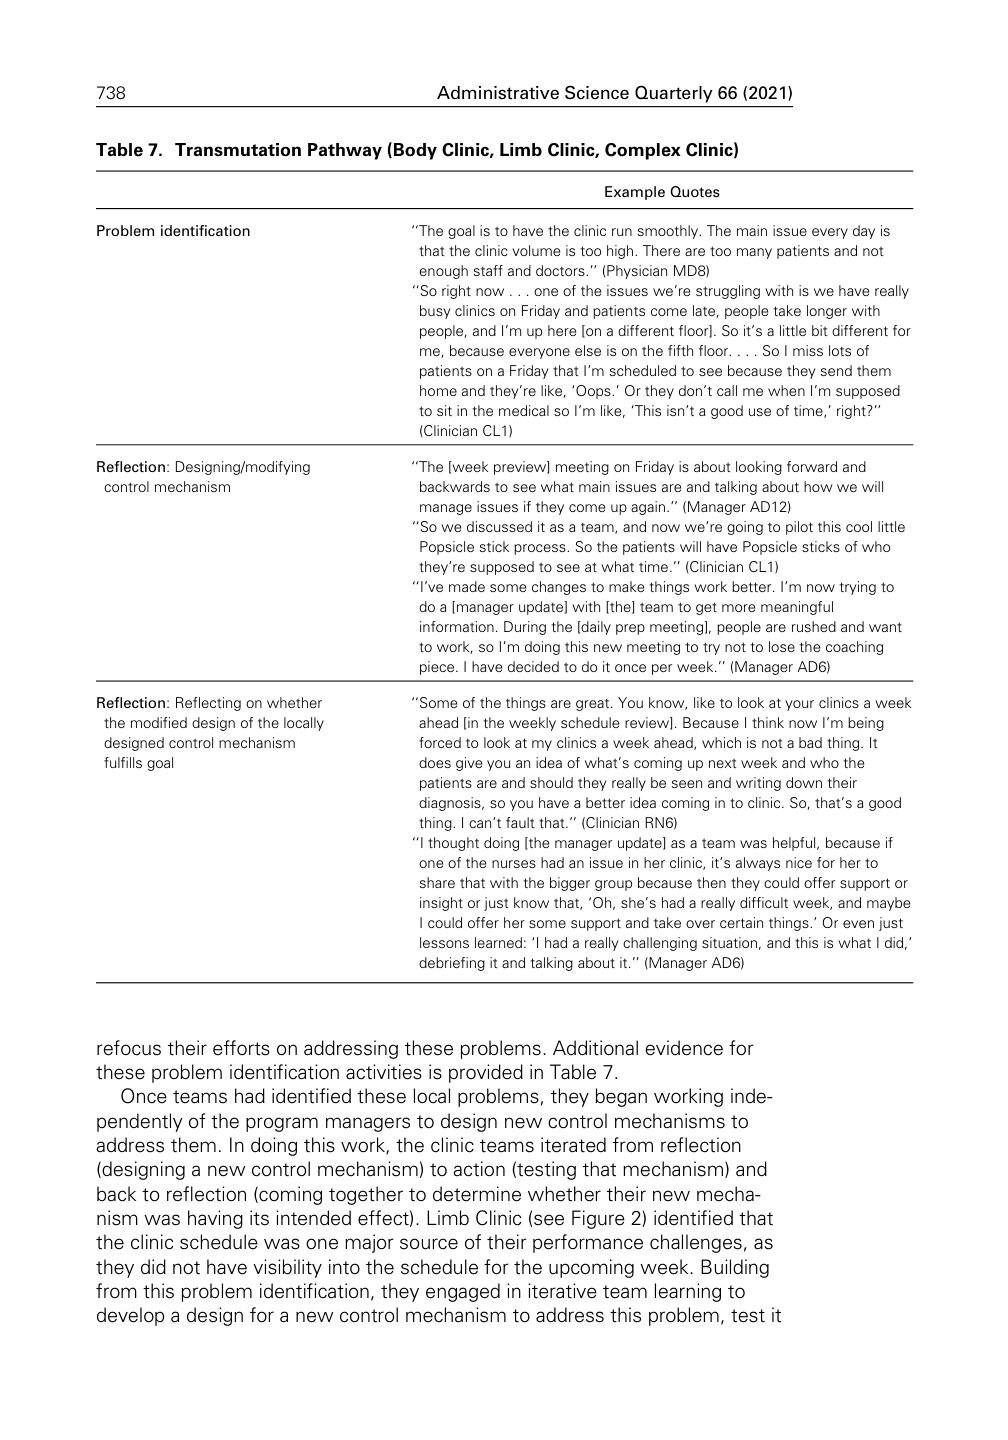 738
Administrative Science Quarterly 66 (2021)
Table 7. Transmutation Pathway (Body Clinic, Limb Clinic, Complex Clinic)
Example Quotes
Problem identification
‘‘The goal is to have the clinic run smoothly. The main issue every day is
that the clinic volume is too high. There are too many patients and not
enough staff and doctors.’’ (Physician MD8)
‘‘So right now . . . one of the issues we’re struggling with is we have really
busy clinics on Friday and patients come late, people take longer with
people, and I’m up here [on a different floor]. So it’s a little bit different for
me, because everyone else is on the fifth floor. . . . So I miss lots of
patients on a Friday that I’m scheduled to see because they send them
home and they’re like, ‘Oops.’ Or they don’t call me when I’m supposed
to sit in the medical so I’m like, ‘This isn’t a good use of time,’ right?’’
(Clinician CL1)
Reflection: Designing/modifying
control mechanism
‘‘The [week preview] meeting on Friday is about looking forward and
backwards to see what main issues are and talking about how we will
manage issues if they come up again.’’ (Manager AD12)
‘‘So we discussed it as a team, and now we’re going to pilot this cool little
Popsicle stick process. So the patients will have Popsicle sticks of who
they’re supposed to see at what time.’’ (Clinician CL1)
‘‘I’ve made some changes to make things work better. I’m now trying to
do a [manager update] with [the] team to get more meaningful
information. During the [daily prep meeting], people are rushed and want
to work, so I’m doing this new meeting to try not to lose the coaching
piece. I have decided to do it once per week.’’ (Manager AD6)
Reflection: Reflecting on whether
the modified design of the locally
designed control mechanism
fulfills goal
‘‘Some of the things are great. You know, like to look at your clinics a week
ahead [in the weekly schedule review]. Because I think now I’m being
forced to look at my clinics a week ahead, which is not a bad thing. It
does give you an idea of what’s coming up next week and who the
patients are and should they really be seen and writing down their
diagnosis, so you have a better idea coming in to clinic. So, that’s a good
thing. I can’t fault that.’’ (Clinician RN6)
‘‘I thought doing [the manager update] as a team was helpful, because if
one of the nurses had an issue in her clinic, it’s always nice for her to
share that with the bigger group because then they could offer support or
insight or just know that, ‘Oh, she’s had a really difficult week, and maybe
I could offer her some support and take over certain things.’ Or even just
lessons learned: ‘I had a really challenging situation, and this is what I did,’
debriefing it and talking about it.’’ (Manager AD6)
refocus their efforts on addressing these problems. Additional evidence for
these problem identification activities is provided in Table 7.
Once teams had identified these local problems, they began working inde-
pendently of the program managers to design new control mechanisms to
address them. In doing this work, the clinic teams iterated from reflection
(designing a new control mechanism) to action (testing that mechanism) and
back to reflection (coming together to determine whether their new mecha-
nism was having its intended effect). Limb Clinic (see Figure 2) identified that
the clinic schedule was one major source of their performance challenges, as
they did not have visibility into the schedule for the upcoming week. Building
from this problem identification, they engaged in iterative team learning to
develop a design for a new control mechanism to address this problem, test it